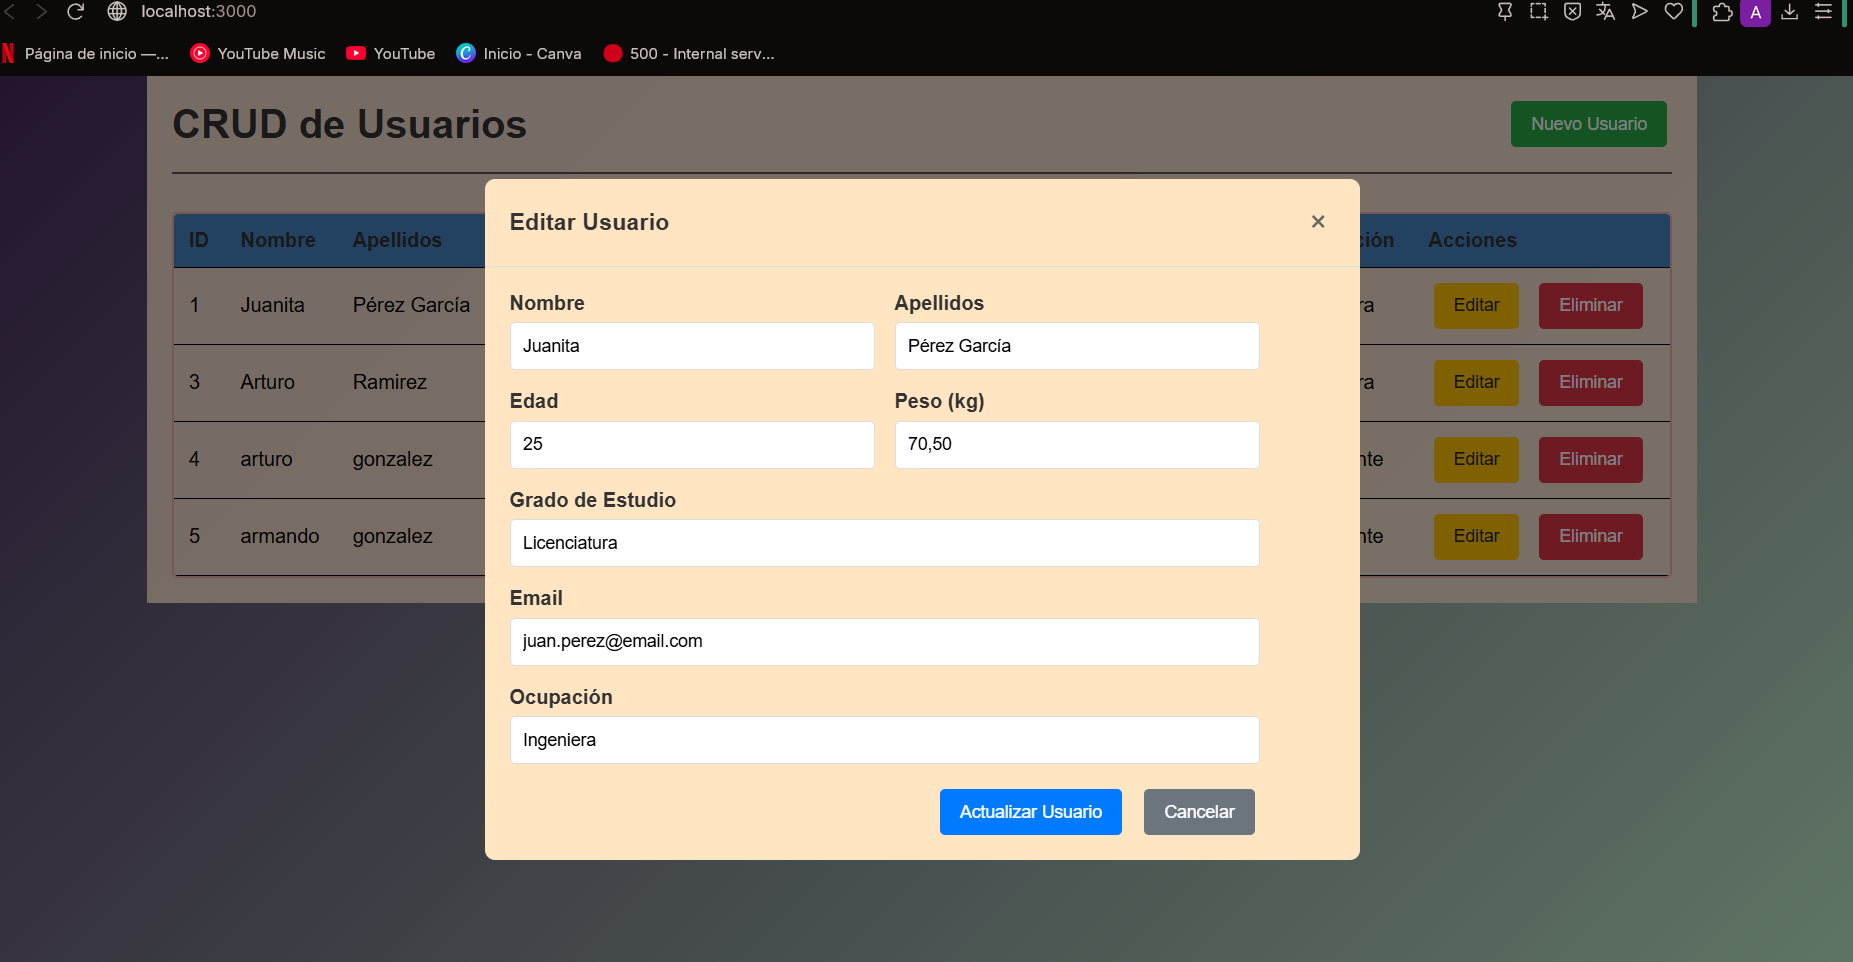 localhost:3000
A
Página de inicio —... YouTube Music YouTube Inicio - Canva 500 - Internal serv...
CRUD de Usuarios
Nuevo Usuario
ID Nombre Apellidos ción Acciones
1 Juanita Pérez García ra Editar Eliminar
3 Arturo Ramirez ra Editar Eliminar
4 arturo gonzalez nte Editar Eliminar
5 armando gonzalez nte Editar Eliminar
Editar Usuario ×
Nombre Apellidos
Juanita Pérez García
Edad Peso (kg)
25 70,50
Grado de Estudio
Licenciatura
Email
juan.perez@email.com
Ocupación
Ingeniera
Actualizar Usuario Cancelar